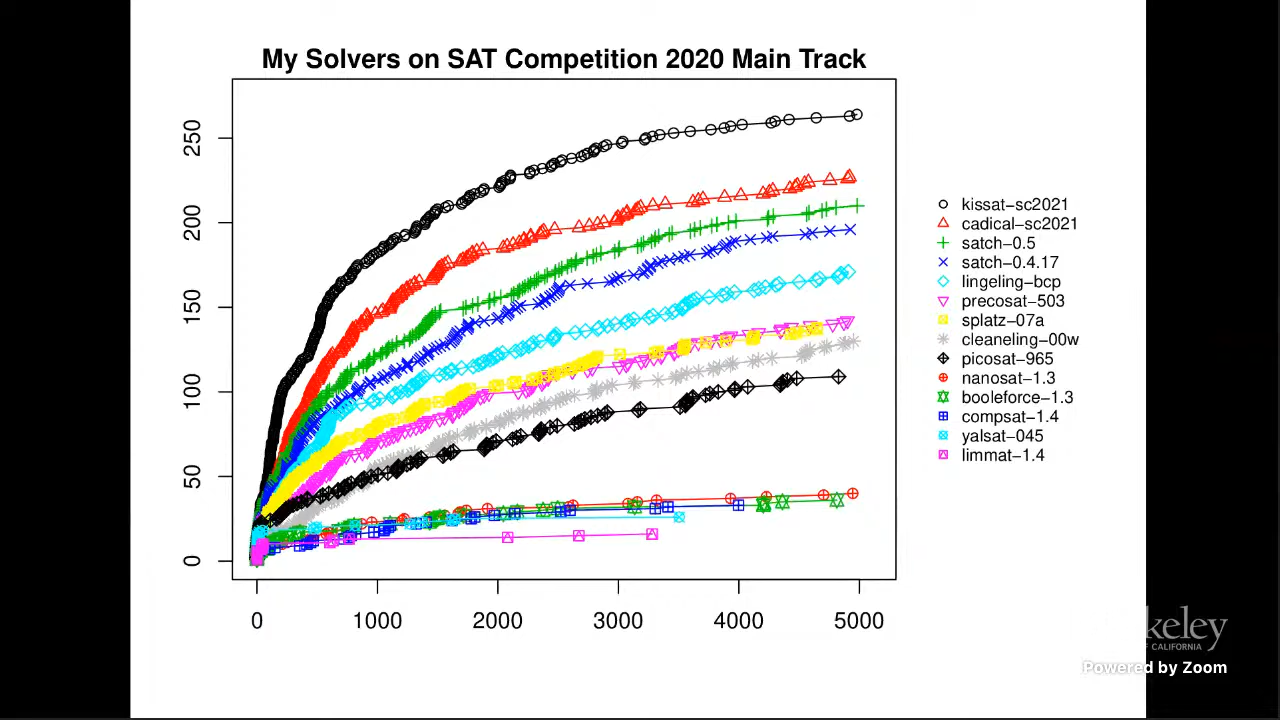 My Solvers on SAT Competition 2020 Main Track
250
200
150
100
50
0
0 1000 2000 3000 4000 5000
kissat−sc2021
cadical−sc2021
satch−0.5
satch−0.4.17
lingeling−bcp
precosat−503
splatz−07a
cleaneling−00w
picosat−965
nanosat−1.3
booleforce−1.3
compsat−1.4
yalsat−045
limmat−1.4
keley
F CALIFORNIA
Powered by Zoom